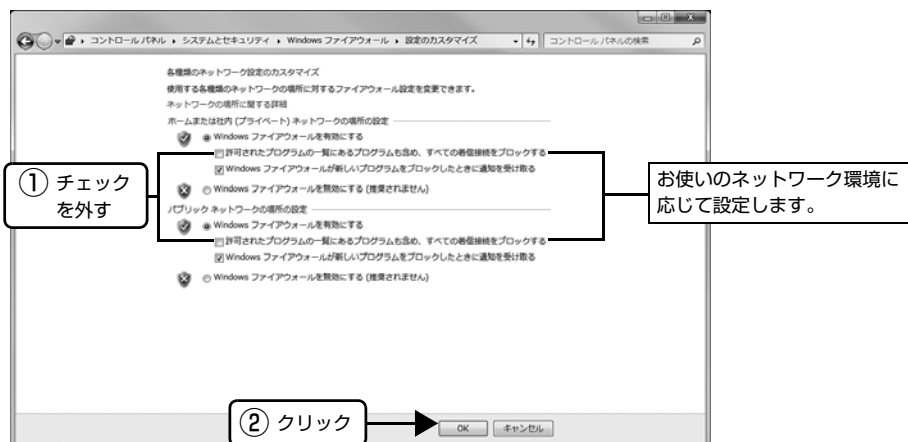 コントロール パネル ▸ システムとセキュリティ ▸ Windows ファイアウォール ▸ 設定のカスタマイズ
コントロール パネルの検索
各種類のネットワーク設定のカスタマイズ
使用する各種類のネットワークの場所に対するファイアウォール設定を変更できます。
ネットワークの場所に関する詳細
ホームまたは社内 (プライベート) ネットワークの場所の設定
Windows ファイアウォールを有効にする
許可されたプログラムの一覧にあるプログラムも含め、すべての着信接続をブロックする
Windows ファイアウォールが新しいプログラムをブロックしたときに通知を受け取る
Windows ファイアウォールを無効にする (推奨されません)
① チェック
を外す
お使いのネットワーク環境に
応じて設定します。
パブリック ネットワークの場所の設定
Windows ファイアウォールを有効にする
許可されたプログラムの一覧にあるプログラムも含め、すべての着信接続をブロックする
Windows ファイアウォールが新しいプログラムをブロックしたときに通知を受け取る
Windows ファイアウォールを無効にする (推奨されません)
② クリック
OK
キャンセル